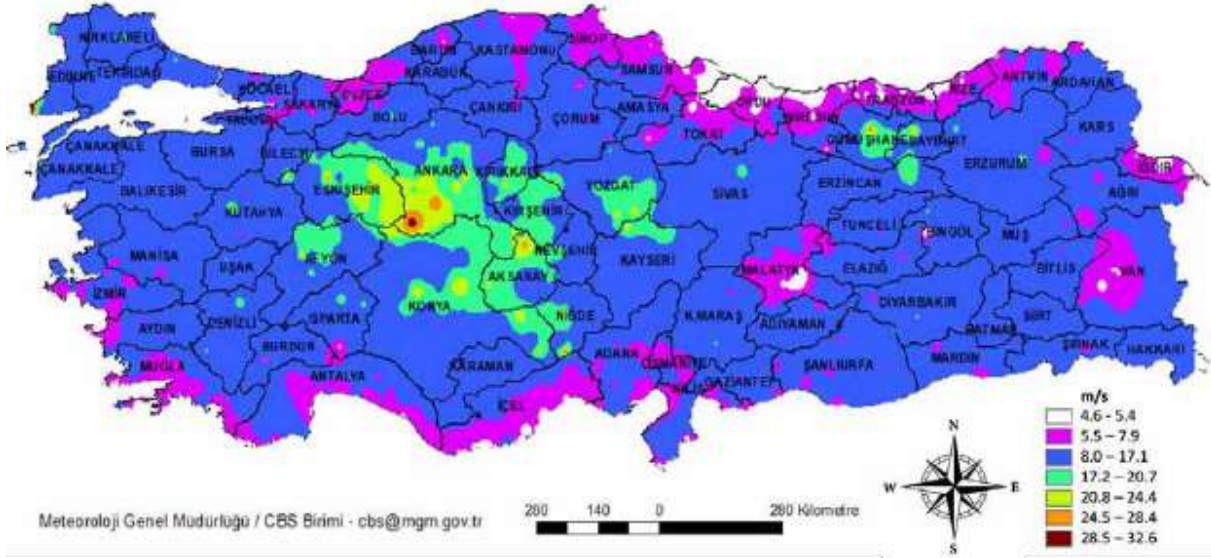 KIRKLARELİ
EDİRNE TEKİRDAĞ
BARTIN KASTAMONU SİNOP
KARABÜK SAMSUN
KOCAEL
SAKARYA
BOLU ÇANKIRI ÇORUM AMASYA ORDU TRABZON RİZE ARTVİN ARDAHAN
TOKAT KARS
ÇANAKKALE
ÇANAKKALE BURSA BİLECİK ANKARA KIRIKKALE GÜMÜŞHANE BAYBURT ERZURUM IĞDIR
BALIKESİR ESKİŞEHİR YOZGAT SİVAS ERZİNCAN AĞRI
KÜTAHYA KIRŞEHİR TUNCELİ BİNGÖL MUŞ
MANİSA UŞAK AFYON NEVŞEHİR KAYSERİ MALATYA ELAZIĞ BİTLİS VAN
İZMİR AKSARAY DİYARBAKIR
AYDIN DENİZLİ ISPARTA KONYA NİĞDE K.MARAŞ ADIYAMAN BATMAN SİİRT
BURDUR ŞIRNAK HAKKARİ
MUĞLA ANTALYA KARAMAN ADANA OSMANİYE GAZİANTEP ŞANLIURFA MARDİN
İÇEL
m/s
4.6 – 5.4
5.5 – 7.9
8.0 – 17.1
17.2 – 20.7
20.8 – 24.4
24.5 – 28.4
28.5 – 32.6
N
W E
S
Meteoroloji Genel Müdürlüğü / CBS Birimi - cbs@mgm.gov.tr
280 140 0 280 Kilometre